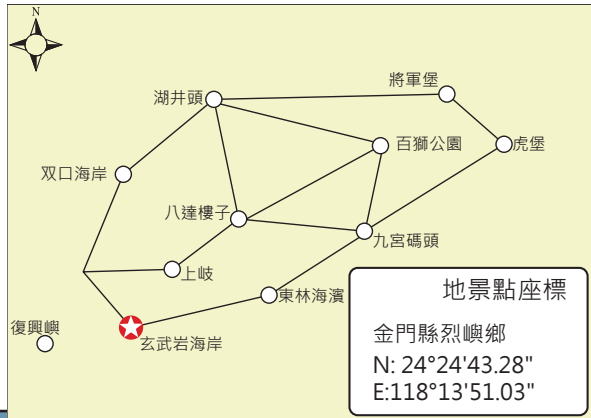 N
將軍堡
湖井頭
百獅公園
虎堡
双口海岸
八達樓子
九宮碼頭
上岐
東林海濱
復興嶼
玄武岩海岸
地景點座標
金門縣烈嶼鄉
N: 24°24'43.28"
E:118°13'51.03"